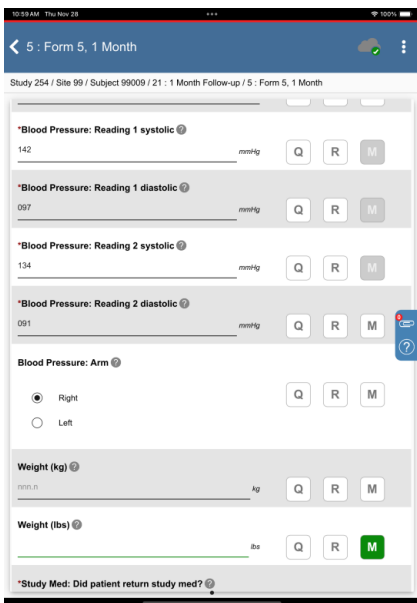 10:59 AM Thu Nov 28
100%
5 : Form 5, 1 Month
Study 254 / Site 99 / Subject 99009 / 21 : 1 Month Follow-up / 5 : Form 5, 1 Month
*Blood Pressure: Reading 1 systolic ?
142 mmHg Q R M
*Blood Pressure: Reading 1 diastolic ?
097 mmHg Q R M
*Blood Pressure: Reading 2 systolic ?
134 mmHg Q R M
*Blood Pressure: Reading 2 diastolic ?
091 mmHg Q R M
Blood Pressure: Arm ?
Right Q R M
Left
Weight (kg) ?
nnn.n kg Q R M
Weight (lbs) ?
lbs Q R M
*Study Med: Did patient return study med? ?